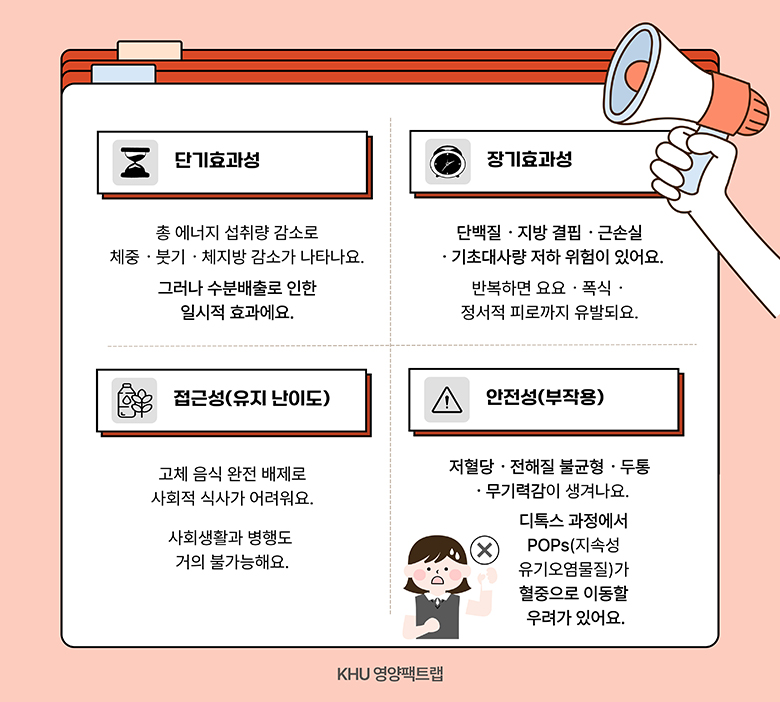 단기효과성
총 에너지 섭취량 감소로
체중 · 붓기 · 체지방 감소가 나타나요.
그러나 수분배출로 인한
일시적 효과에요.
장기효과성
단백질 · 지방 결핍 · 근손실
· 기초대사량 저하 위험이 있어요.
반복하면 요요 · 폭식 ·
정서적 피로까지 유발되요.
접근성(유지 난이도)
고체 음식 완전 배제로
사회적 식사가 어려워요.
사회생활과 병행도
거의 불가능해요.
안전성(부작용)
저혈당 · 전해질 불균형 · 두통
· 무기력감이 생겨나요.
디톡스 과정에서
POPs(지속성
유기오염물질)가
혈중으로 이동할
우려가 있어요.
KHU 영양팩트랩